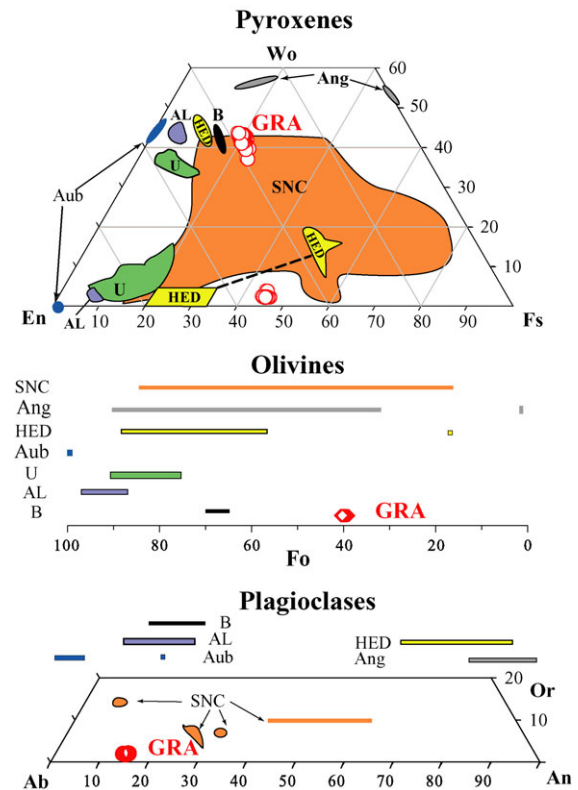 Pyroxenes
Wo
60
Ang
50
AL
HED
B
GRA
40
U
30
Aub
SNC
20
HED
10
U
HED
En
AL
10
20
30
40
50
60
70
80
90
Fs
Olivines
SNC
Ang
HED
Aub
U
AL
B
GRA
100
80
60
40
20
0
Fo
Plagioclases
B
AL
HED
Aub
Ang
20
Or
SNC
10
GRA
Ab
10
20
30
40
50
60
70
80
90
An